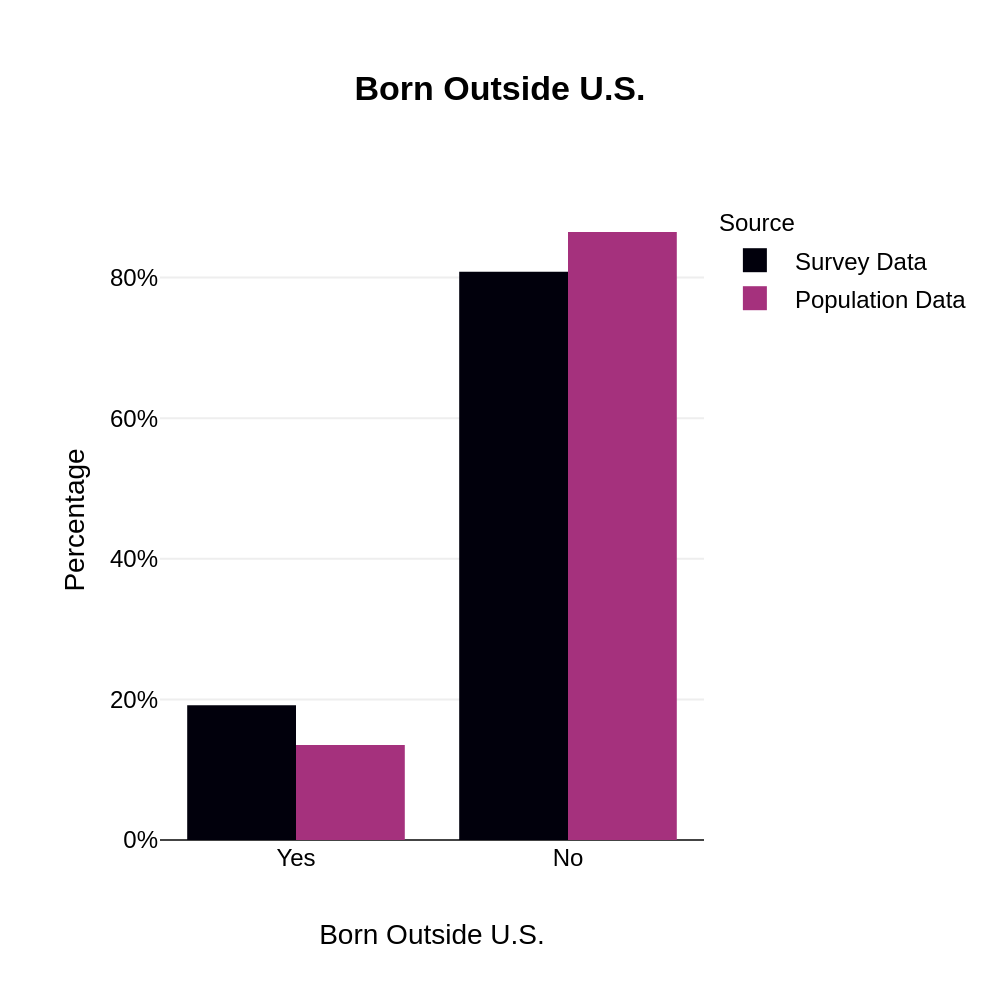 Born Outside U.S.
Source
Survey Data
Population Data
80%
60%
40%
20%
0%
Percentage
Yes
No
Born Outside U.S.